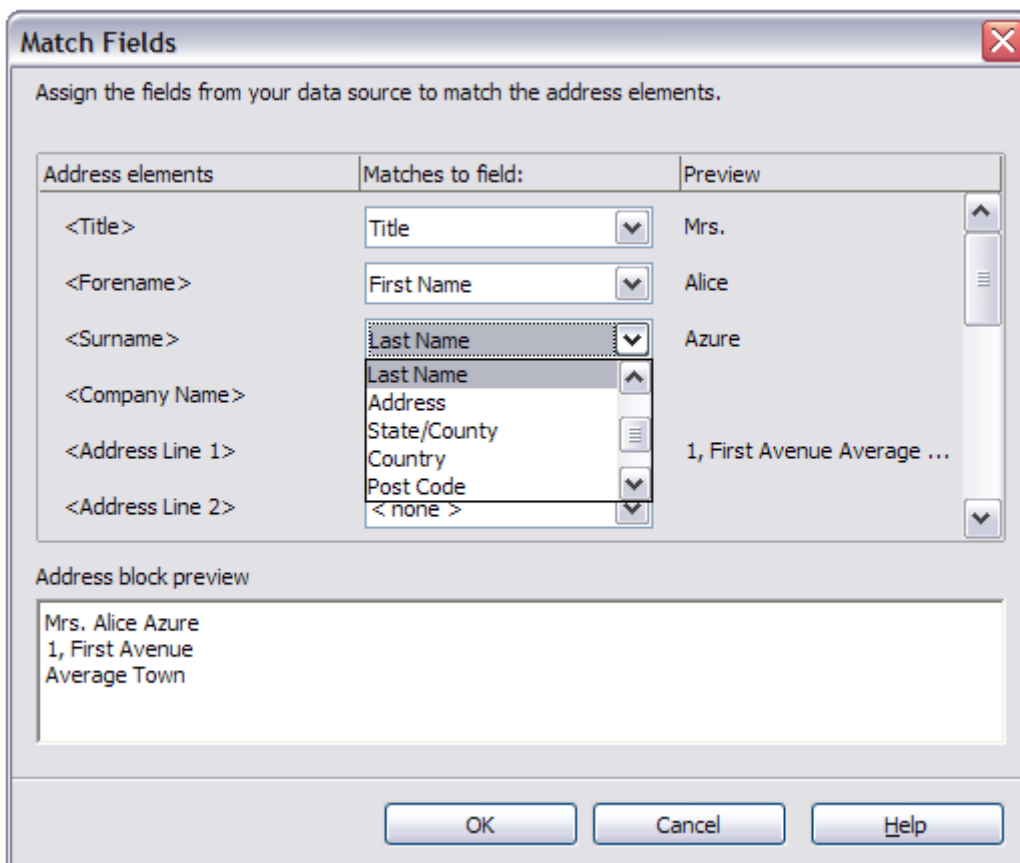 Match Fields
Assign the fields from your data source to match the address elements.
Address elements Matches to field: Preview
<Title> Title Mrs.
<Forename> First Name Alice
<Surname> Last Name Azure
Last Name
<Company Name> Address
State/County
<Address Line 1> Country 1, First Avenue Average ...
Post Code
<Address Line 2> < none >
Address block preview
Mrs. Alice Azure
1, First Avenue
Average Town
OK Cancel Help